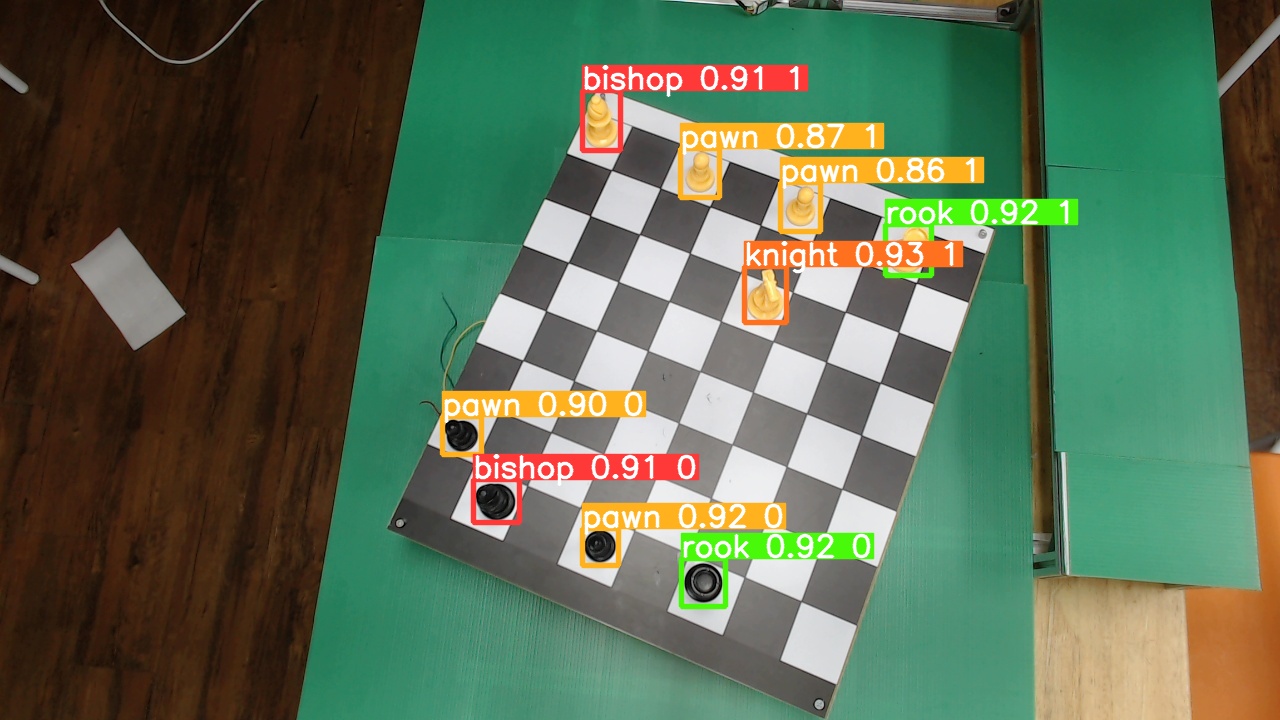 bishop 0.91 1
pawn 0.87 1
pawn 0.86 1
rook 0.92 1
knight 0.93 1
pawn 0.90 0
bishop 0.91 0
pawn 0.92 0
rook 0.92 0